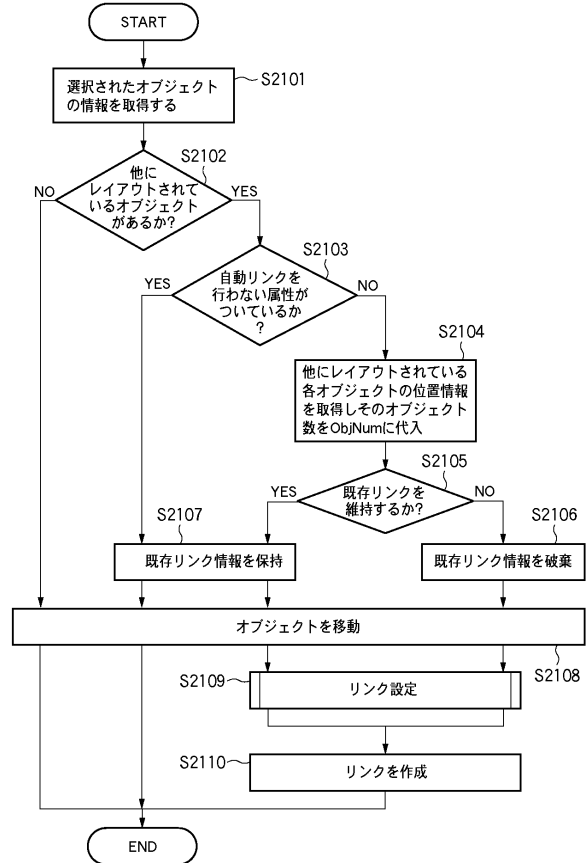 START
選択されたオブジェクト
の情報を取得する
S2101
S2102
他に
レイアウトされて
いるオブジェクト
があるか?
NO
YES
S2103
自動リンクを
行わない属性が
ついているか
?
YES
NO
S2104
他にレイアウトされている
各オブジェクトの位置情報
を取得しそのオブジェクト
数をObjNumに代入
S2105
既存リンクを
維持するか?
YES
NO
S2107
既存リンク情報を保持
S2106
既存リンク情報を破棄
オブジェクトを移動
S2108
S2109
リンク設定
S2110
リンクを作成
END